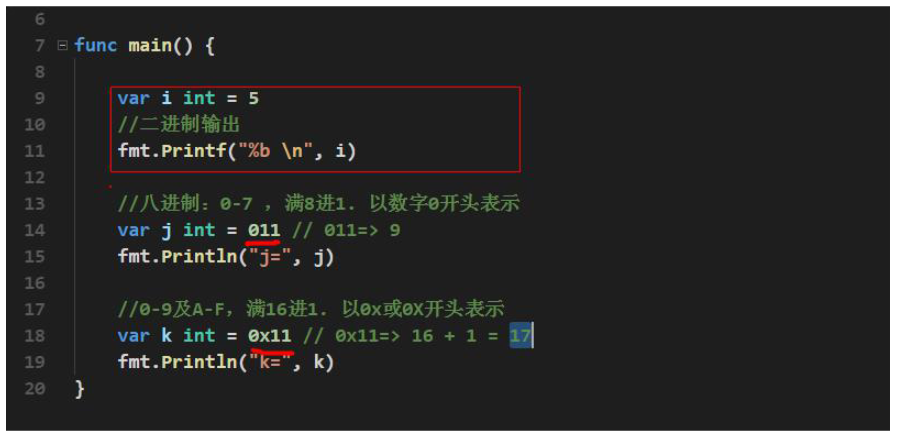 6
7 func main() {
8
9 var i int = 5
10 //二进制输出
11 fmt.Printf("%b \n", i)
12
13 //八进制：0-7 ，满8进1. 以数字0开头表示
14 var j int = 011 // 011=> 9
15 fmt.Println("j=", j)
16
17 //0-9及A-F，满16进1. 以0x或0X开头表示
18 var k int = 0x11 // 0x11=> 16 + 1 = 17
19 fmt.Println("k=", k)
20 }